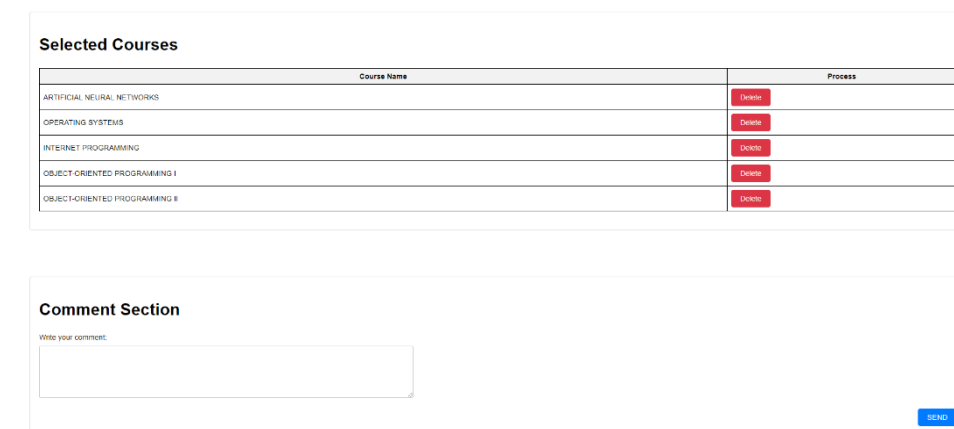 Selected Courses
Course Name Process
ARTIFICIAL NEURAL NETWORKS Delete
OPERATING SYSTEMS Delete
INTERNET PROGRAMMING Delete
OBJECT-ORIENTED PROGRAMMING I Delete
OBJECT-ORIENTED PROGRAMMING II Delete
Comment Section
Write your comment:
SEND